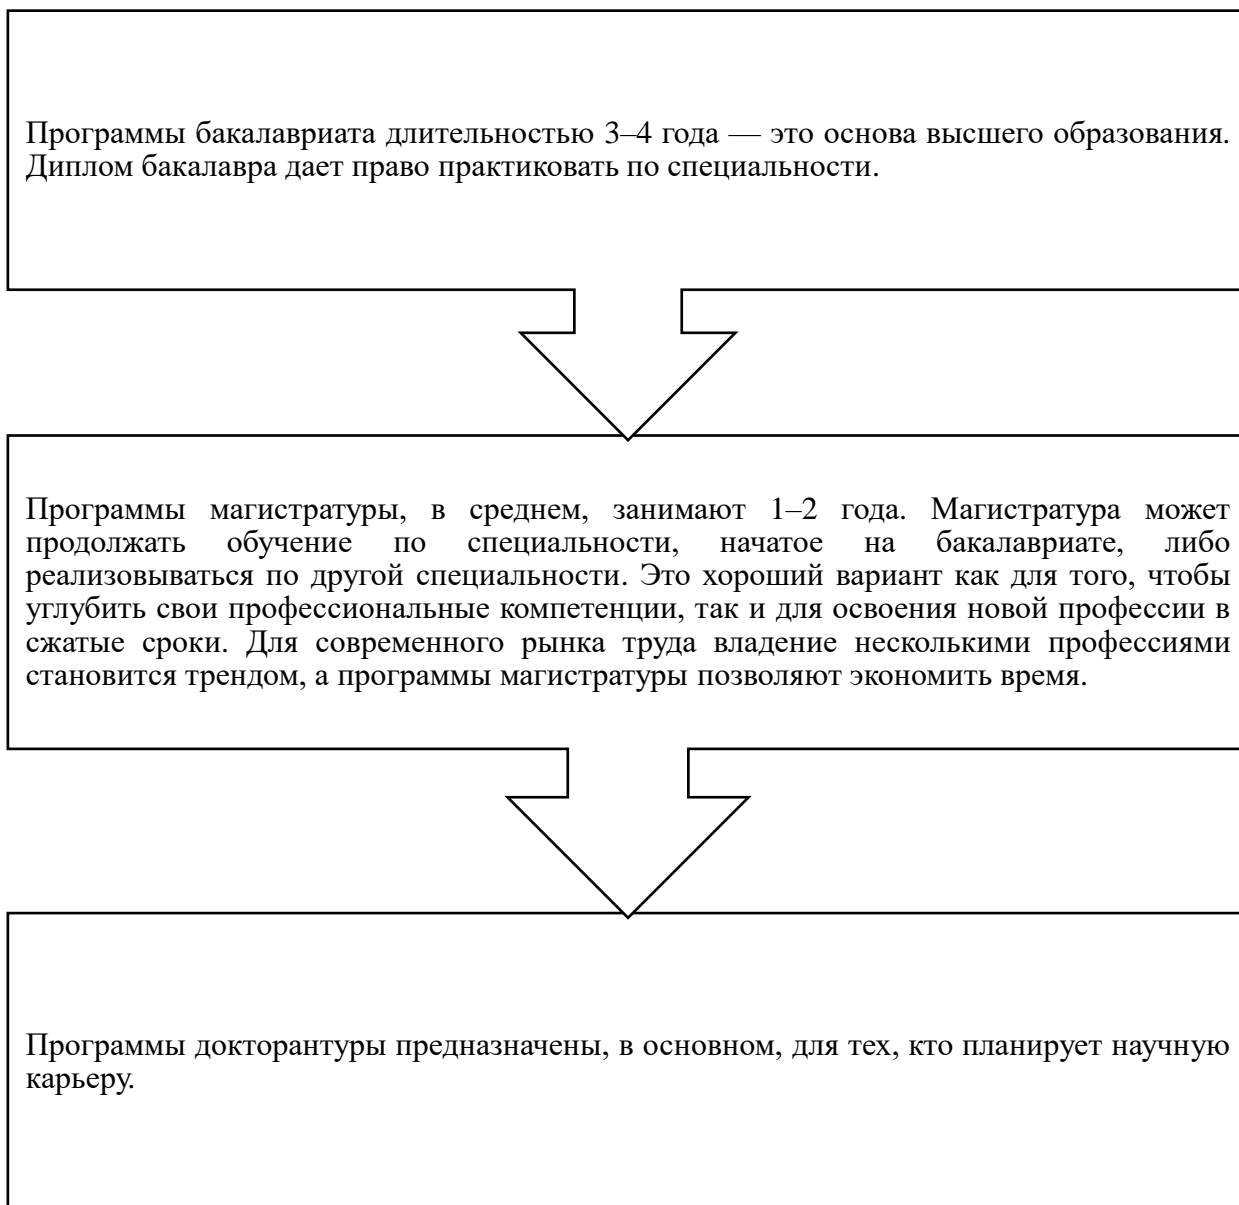 Программы бакалавриата длительностью 3–4 года — это основа высшего образования.
Диплом бакалавра дает право практиковать по специальности.
Программы магистратуры, в среднем, занимают 1–2 года. Магистратура может
продолжать обучение по специальности, начатое на бакалавриате, либо
реализовываться по другой специальности. Это хороший вариант как для того, чтобы
углубить свои профессиональные компетенции, так и для освоения новой профессии в
сжатые сроки. Для современного рынка труда владение несколькими профессиями
становится трендом, а программы магистратуры позволяют экономить время.
Программы докторантуры предназначены, в основном, для тех, кто планирует научную
карьеру.